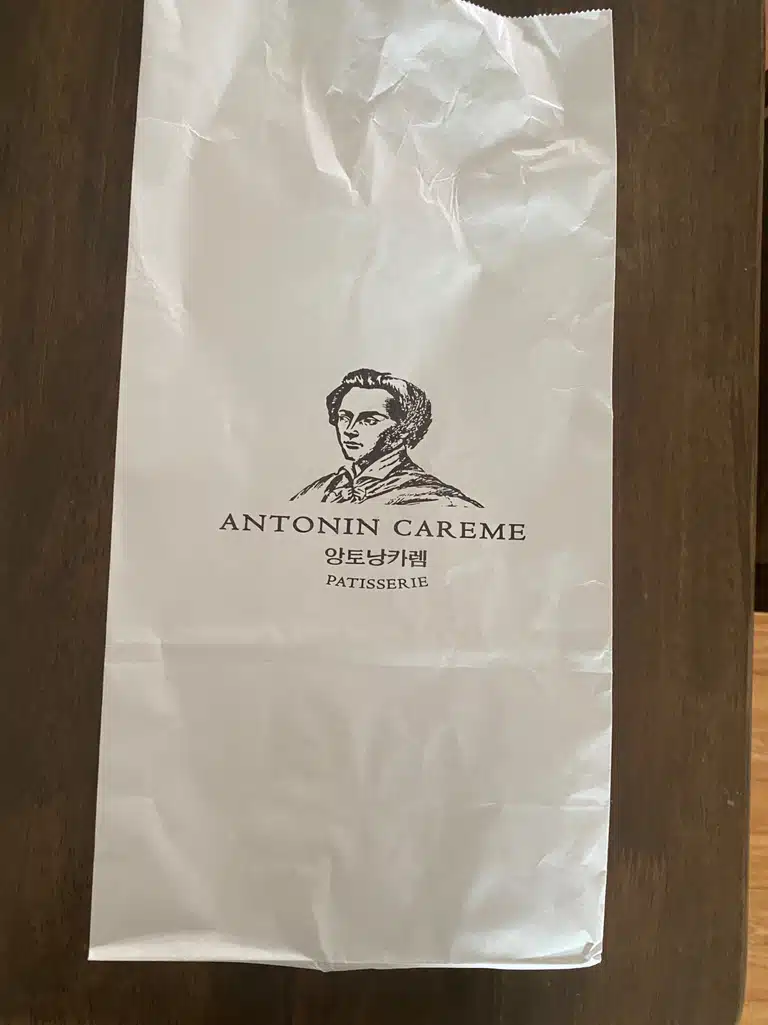 ANTONIN CAREME
앙토낭카렘
PATISSERIE